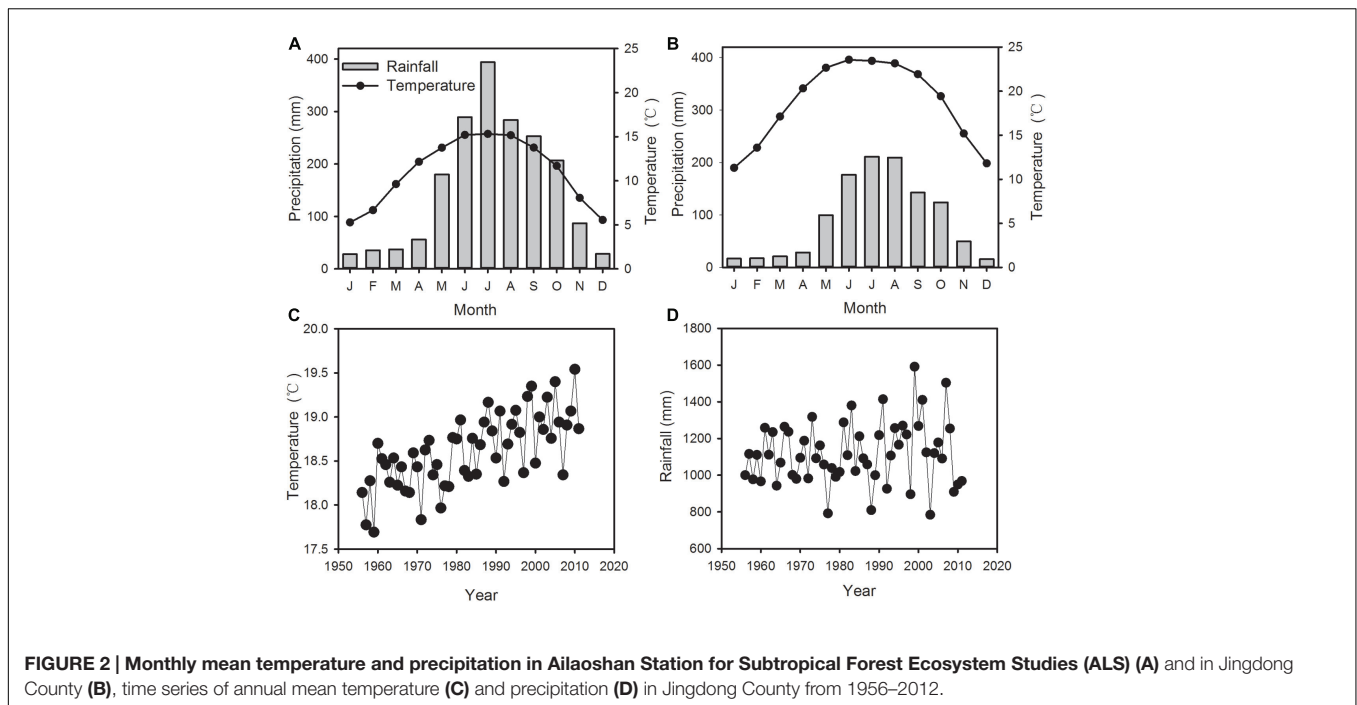 A
Rainfall
Temperature
Precipitation (mm)
400
300
200
100
0
25
20
15
10
5
0
Temperature (℃)
J F M A M J J A S O N D
Month
B
Precipitation (mm)
400
300
200
100
0
25
20
15
10
5
0
Temperature (℃)
J F M A M J J A S O N D
Month
C
Temperature (℃)
20.0
19.5
19.0
18.5
18.0
17.5
1950 1960 1970 1980 1990 2000 2010 2020
Year
D
Rainfall (mm)
1800
1600
1400
1200
1000
800
600
1950 1960 1970 1980 1990 2000 2010 2020
Year
FIGURE 2 | Monthly mean temperature and precipitation in Ailaoshan Station for Subtropical Forest Ecosystem Studies (ALS) (A) and in Jingdong
County (B), time series of annual mean temperature (C) and precipitation (D) in Jingdong County from 1956–2012.